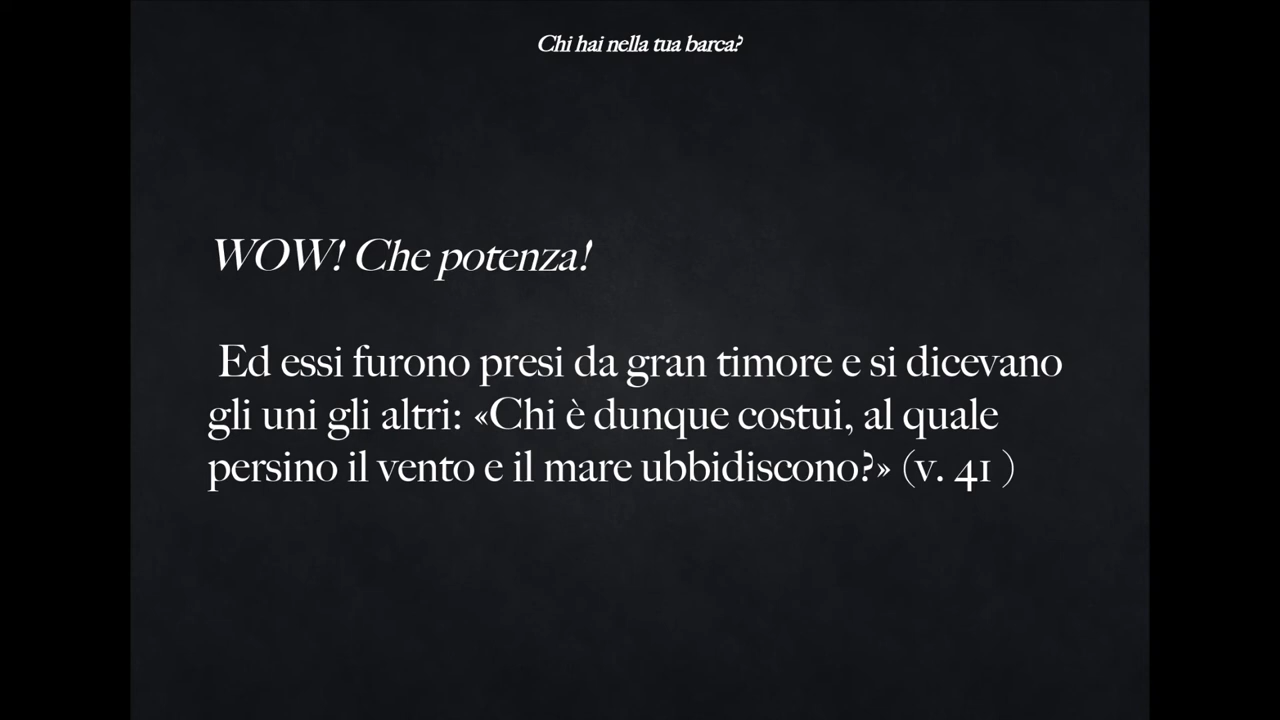 Chi hai nella tua barca?
WOW! Che potenza!
Ed essi furono presi da gran timore e si dicevano
gli uni gli altri: «Chi è dunque costui, al quale
persino il vento e il mare ubbidiscono?» (v. 41 )